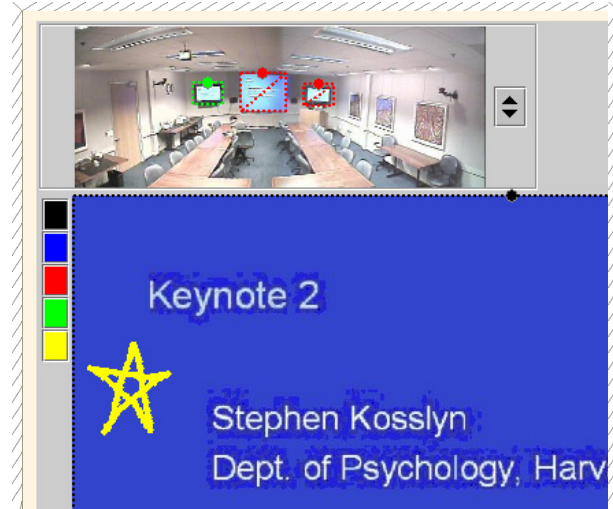 Keynote 2
Stephen Kosslyn
Dept. of Psychology, Harv